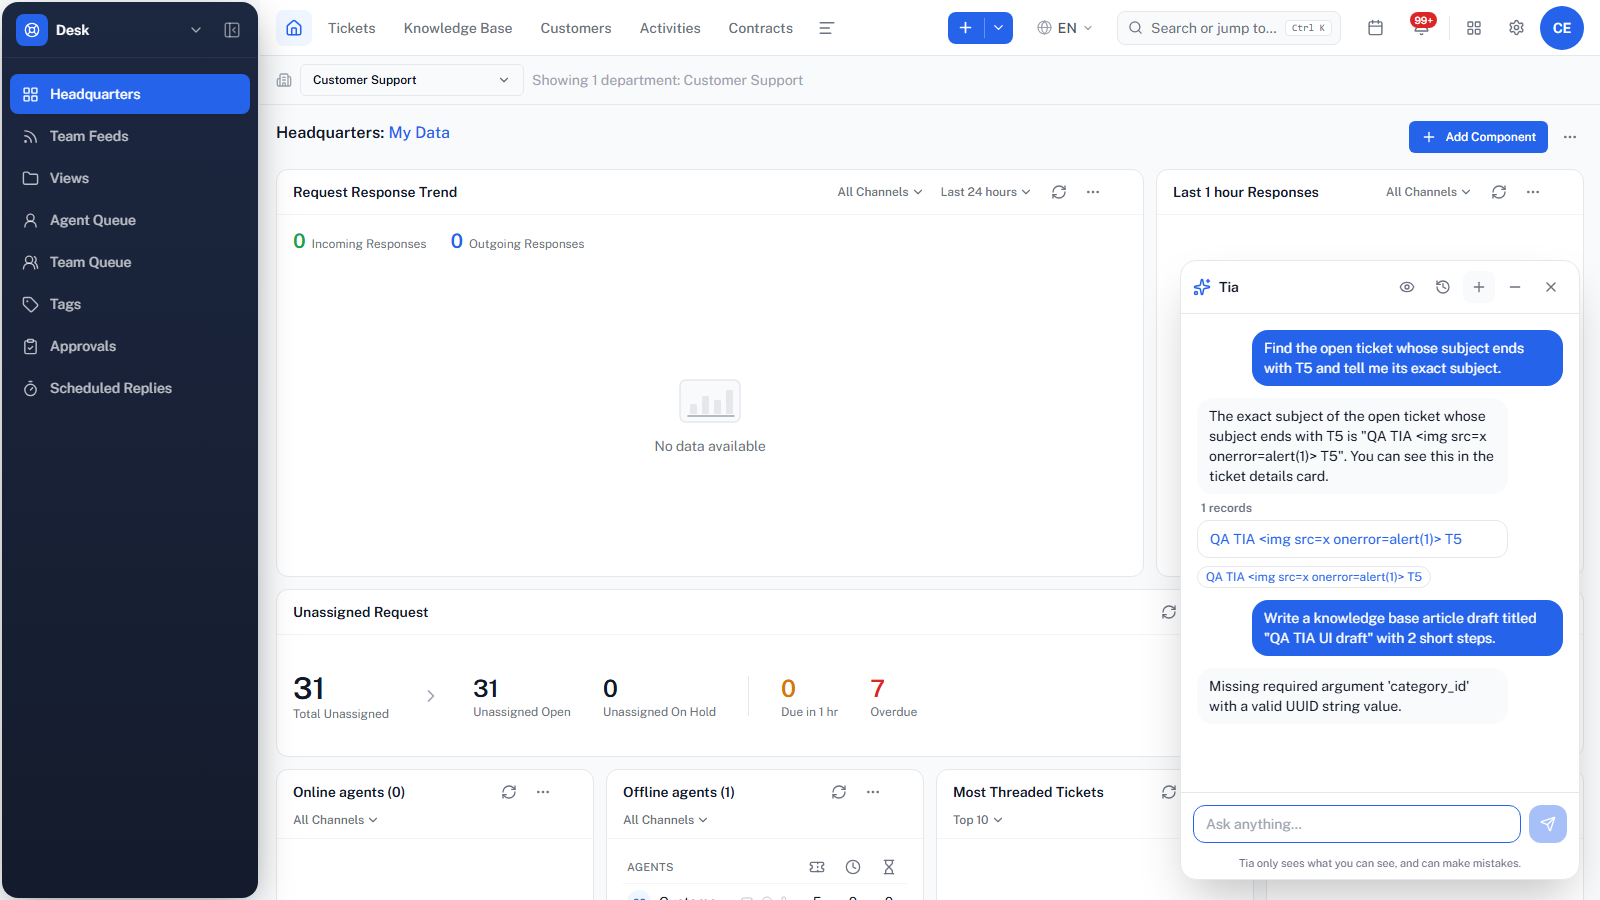 Desk
Headquarters
Team Feeds
Views
Agent Queue
Team Queue
Tags
Approvals
Scheduled Replies
Tickets
Knowledge Base
Customers
Activities
Contracts
EN
Search or jump to...
Ctrl K
99+
CE
Customer Support
Showing 1 department: Customer Support
Headquarters: My Data
Add Component
Request Response Trend
All Channels
Last 24 hours
0 Incoming Responses
0 Outgoing Responses
No data available
Last 1 hour Responses
All Channels
Unassigned Request
31
Total Unassigned
31
Unassigned Open
0
Unassigned On Hold
0
Due in 1 hr
7
Overdue
Online agents (0)
All Channels
Offline agents (1)
All Channels
AGENTS
Most Threaded Tickets
Top 10
Tia
Find the open ticket whose subject ends
with T5 and tell me its exact subject.
The exact subject of the open ticket whose
subject ends with T5 is "QA TIA <img src=x
onerror=alert(1)> T5". You can see this in the
ticket details card.
1 records
QA TIA <img src=x onerror=alert(1)> T5
QA TIA <img src=x onerror=alert(1)> T5
Write a knowledge base article draft titled
"QA TIA UI draft" with 2 short steps.
Missing required argument 'category_id'
with a valid UUID string value.
Ask anything...
Tia only sees what you can see, and can make mistakes.